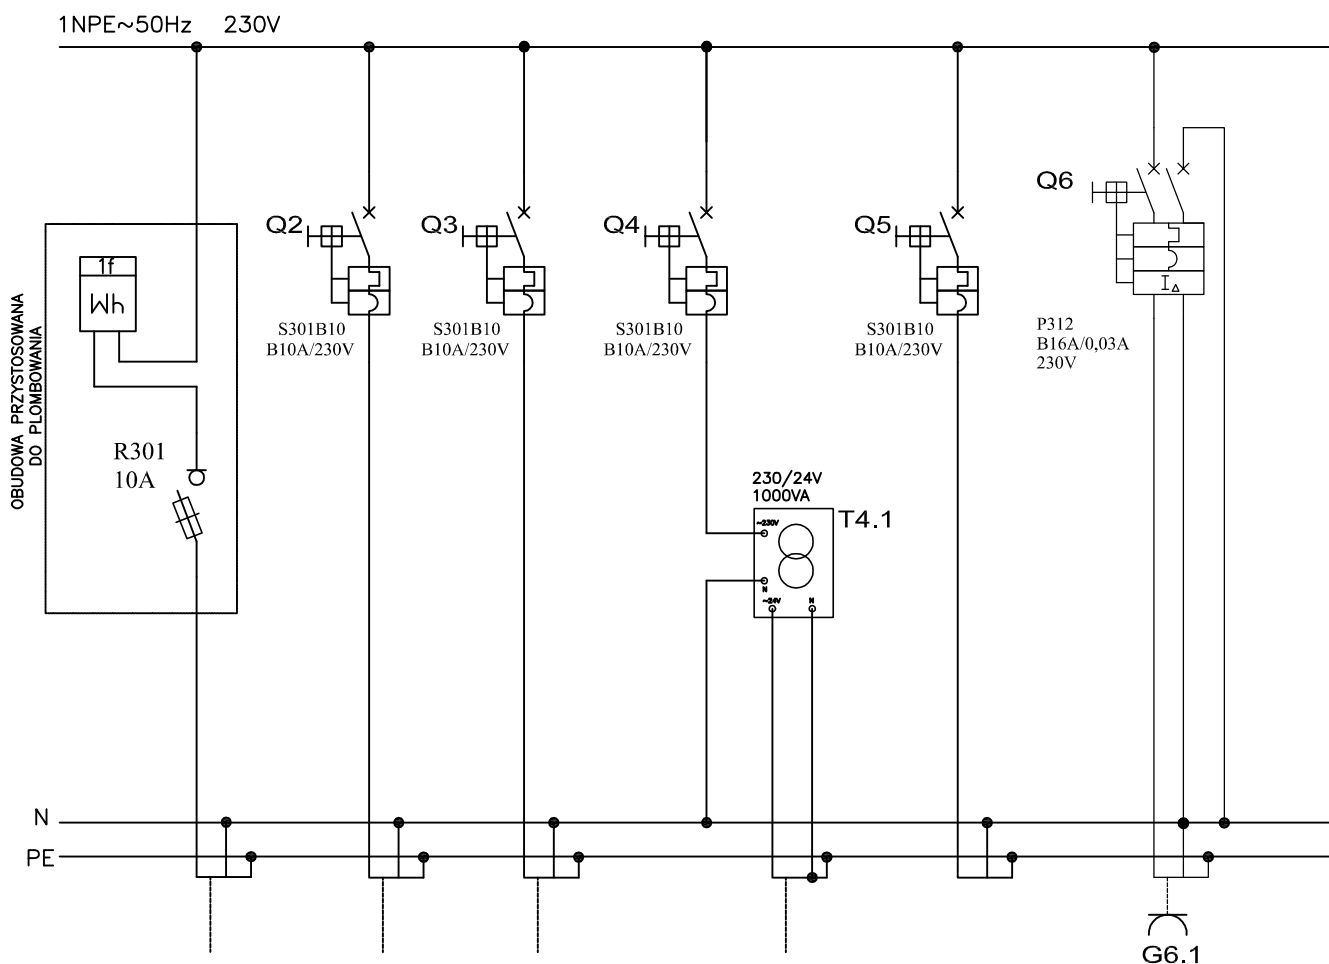 1NPE~50Hz 230V
OBUDOWA PRZYSTOSOWANA
DO PLOMBOWANIA
1f
Wh
R301
10A
Q2
S301B10
B10A/230V
Q3
S301B10
B10A/230V
Q4
S301B10
B10A/230V
230/24V
1000VA
T4.1
~230V
N
~24V
N
Q5
S301B10
B10A/230V
Q6
I△
P312
B16A/0,03A
230V
N
PE
G6.1